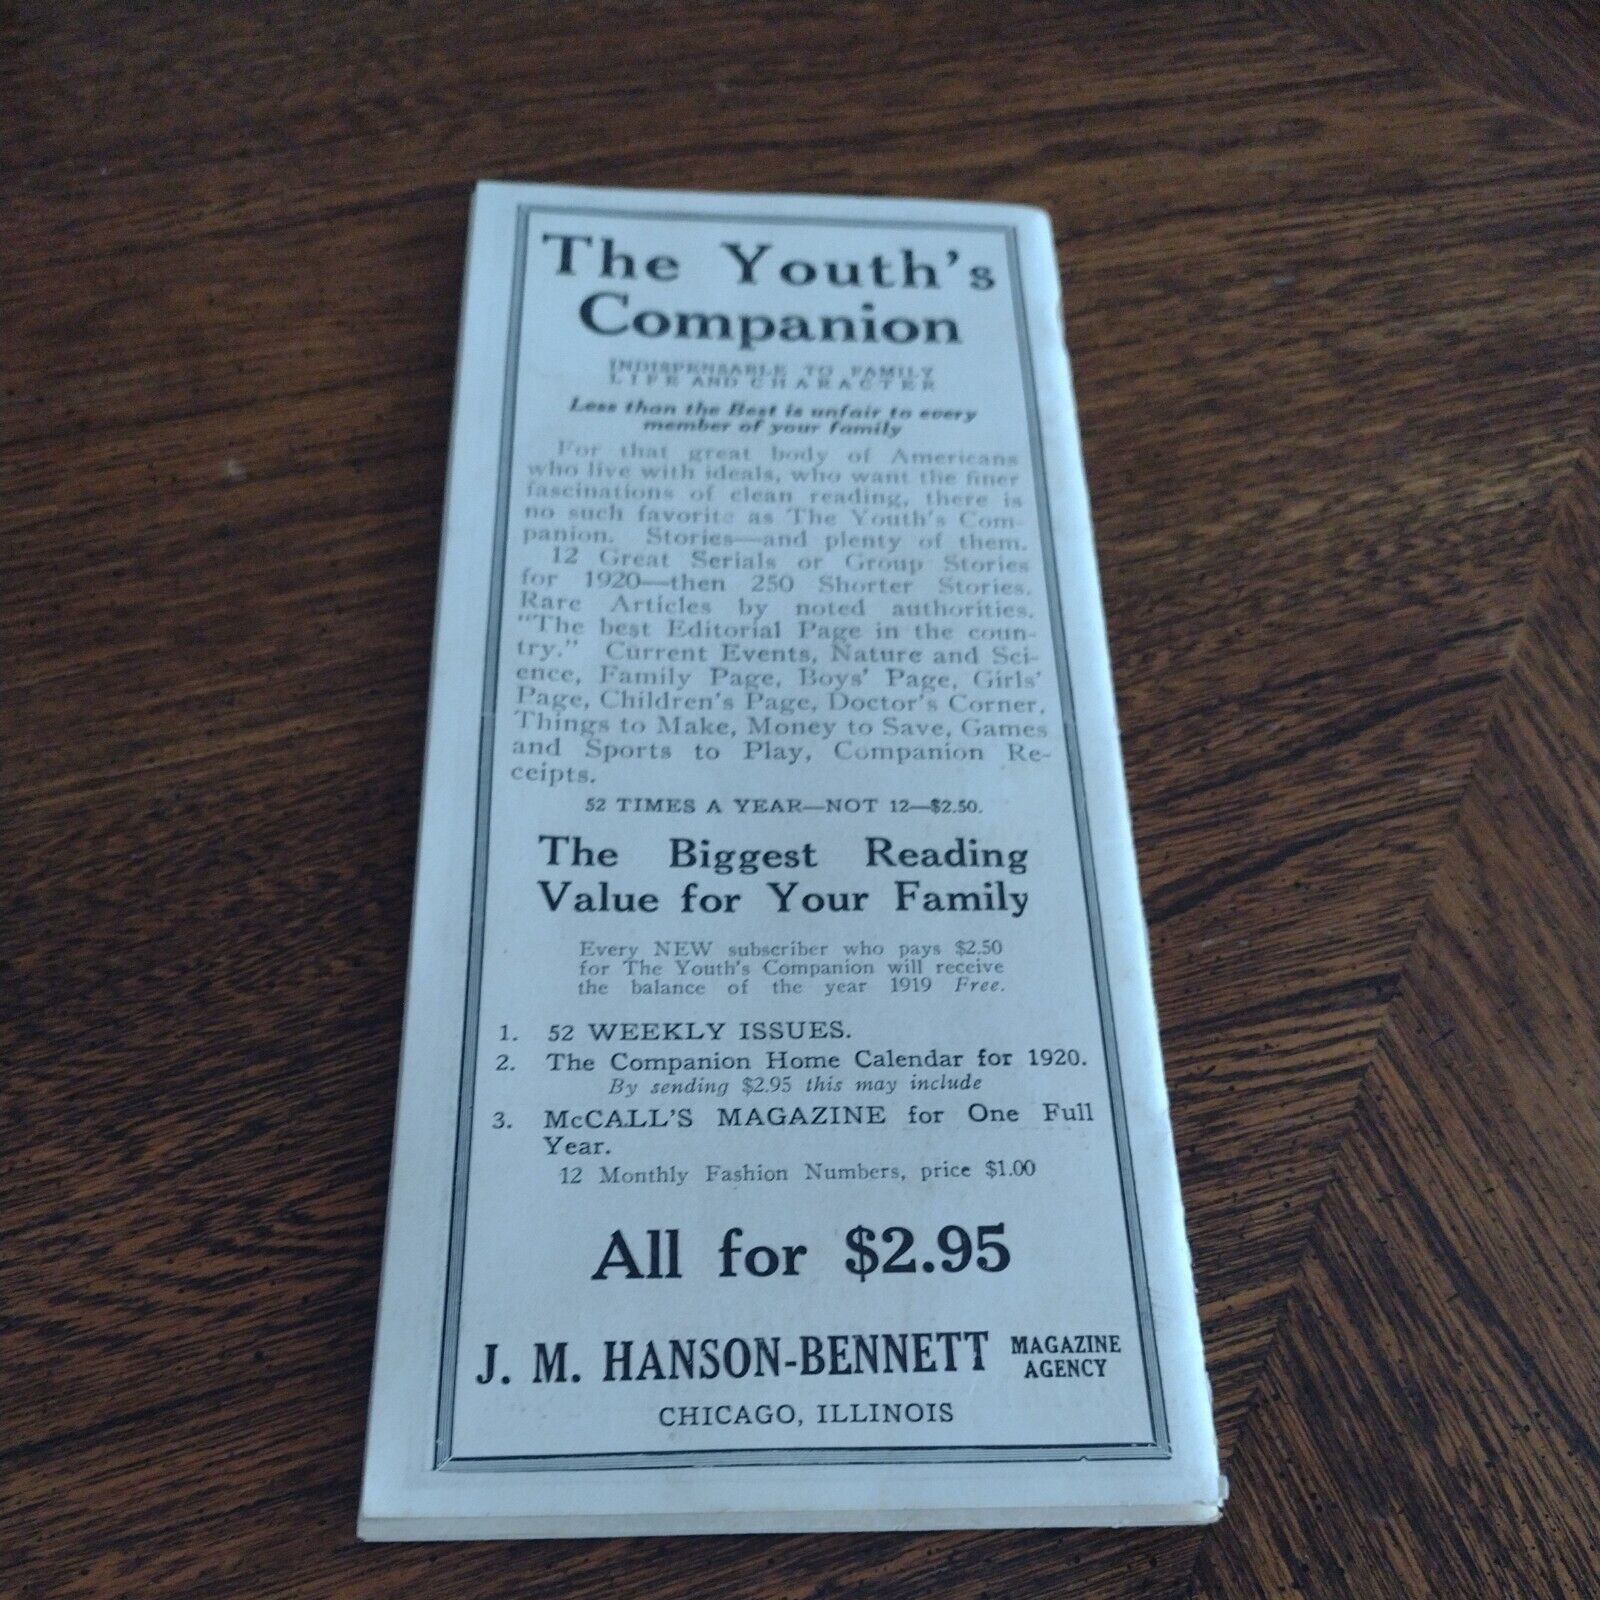 The Youth's
Companion
INDISPENSABLE TO FAMILY
LIFE AND CHARACTER
Less than the Best is unfair to every
member of your family
For that great body of Americans
who live with ideals, who want the finer
fascinations of clean reading, there is
no such favorite as The Youth's Com-
panion. Stories—and plenty of them.
12 Great Serials or Group Stories
for 1920—then 250 Shorter Stories.
Rare Articles by noted authorities.
"The best Editorial Page in the coun-
try." Current Events, Nature and Sci-
ence, Family Page, Boys' Page, Girls'
Page, Children's Page, Doctor's Corner,
Things to Make, Money to Save, Games
and Sports to Play, Companion Re-
ceipts.
52 TIMES A YEAR—NOT 12—$2.50.
The Biggest Reading
Value for Your Family
Every NEW subscriber who pays $2.50
for The Youth's Companion will receive
the balance of the year 1919 Free.
1. 52 WEEKLY ISSUES.
2. The Companion Home Calendar for 1920.
By sending $2.95 this may include
3. McCALL'S MAGAZINE for One Full
Year.
12 Monthly Fashion Numbers, price $1.00
All for $2.95
J. M. HANSON-BENNETT MAGAZINE
AGENCY
CHICAGO, ILLINOIS